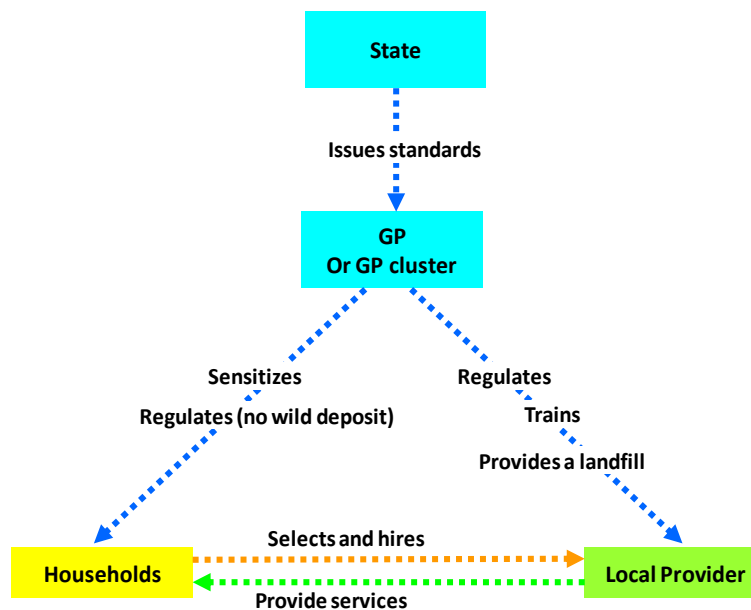 State
Issues standards
GP
Or GP cluster
Sensitizes
Regulates
Regulates (no wild deposit)
Trains
Provides a landfill
Selects and hires
Households
Local Provider
Provide services